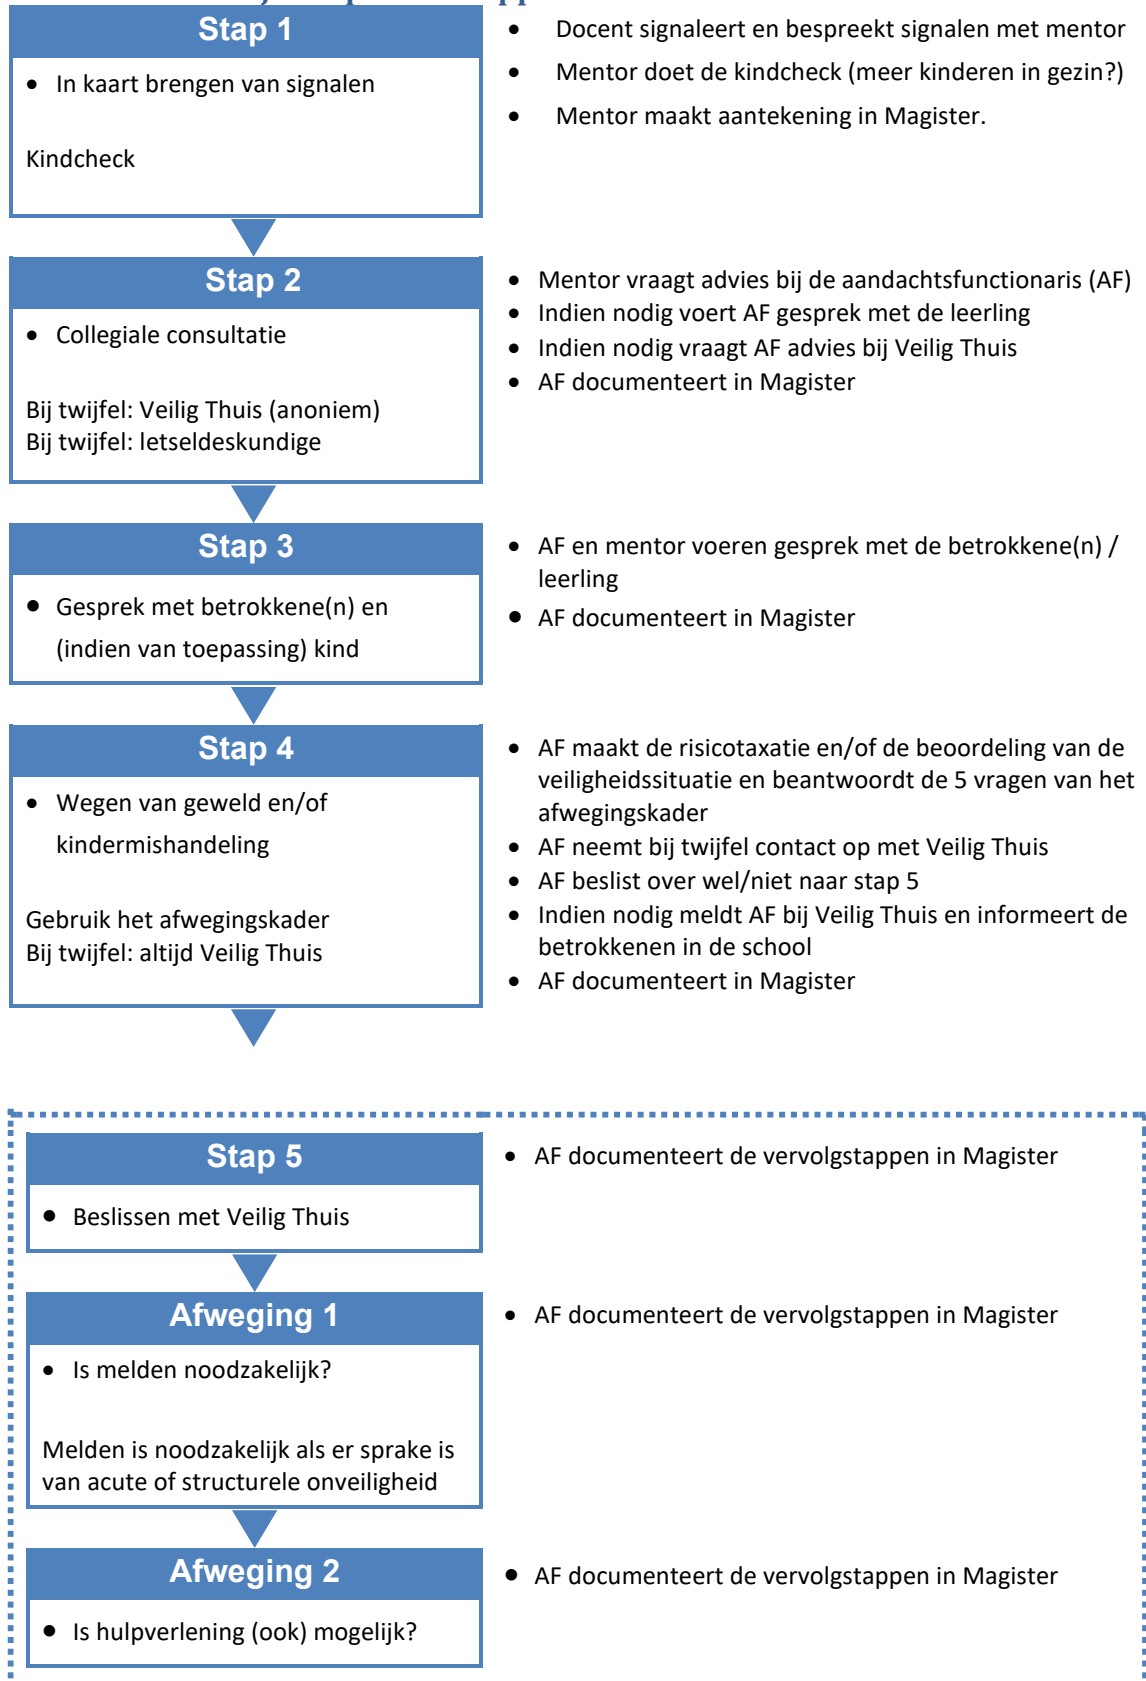 Stap 1
• In kaart brengen van signalen
Kindcheck
• Docent signaleert en bespreekt signalen met mentor
• Mentor doet de kindcheck (meer kinderen in gezin?)
• Mentor maakt aantekening in Magister.
Stap 2
• Collegiale consultatie
Bij twijfel: Veilig Thuis (anoniem)
Bij twijfel: letseldeskundige
• Mentor vraagt advies bij de aandachtsfunctionaris (AF)
• Indien nodig voert AF gesprek met de leerling
• Indien nodig vraagt AF advies bij Veilig Thuis
• AF documenteert in Magister
Stap 3
• Gesprek met betrokkene(n) en
(indien van toepassing) kind
• AF en mentor voeren gesprek met de betrokkene(n) /
leerling
• AF documenteert in Magister
Stap 4
• Wegen van geweld en/of
kindermishandeling
Gebruik het afwegingskader
Bij twijfel: altijd Veilig Thuis
• AF maakt de risicotaxatie en/of de beoordeling van de
veiligheidssituatie en beantwoordt de 5 vragen van het
afwegingskader
• AF neemt bij twijfel contact op met Veilig Thuis
• AF beslist over wel/niet naar stap 5
• Indien nodig meldt AF bij Veilig Thuis en informeert de
betrokkenen in de school
• AF documenteert in Magister
Stap 5
• Beslissen met Veilig Thuis
• AF documenteert de vervolgstappen in Magister
Afweging 1
• Is melden noodzakelijk?
Melden is noodzakelijk als er sprake is
van acute of structurele onveiligheid
• AF documenteert de vervolgstappen in Magister
Afweging 2
• Is hulpverlening (ook) mogelijk?
• AF documenteert de vervolgstappen in Magister